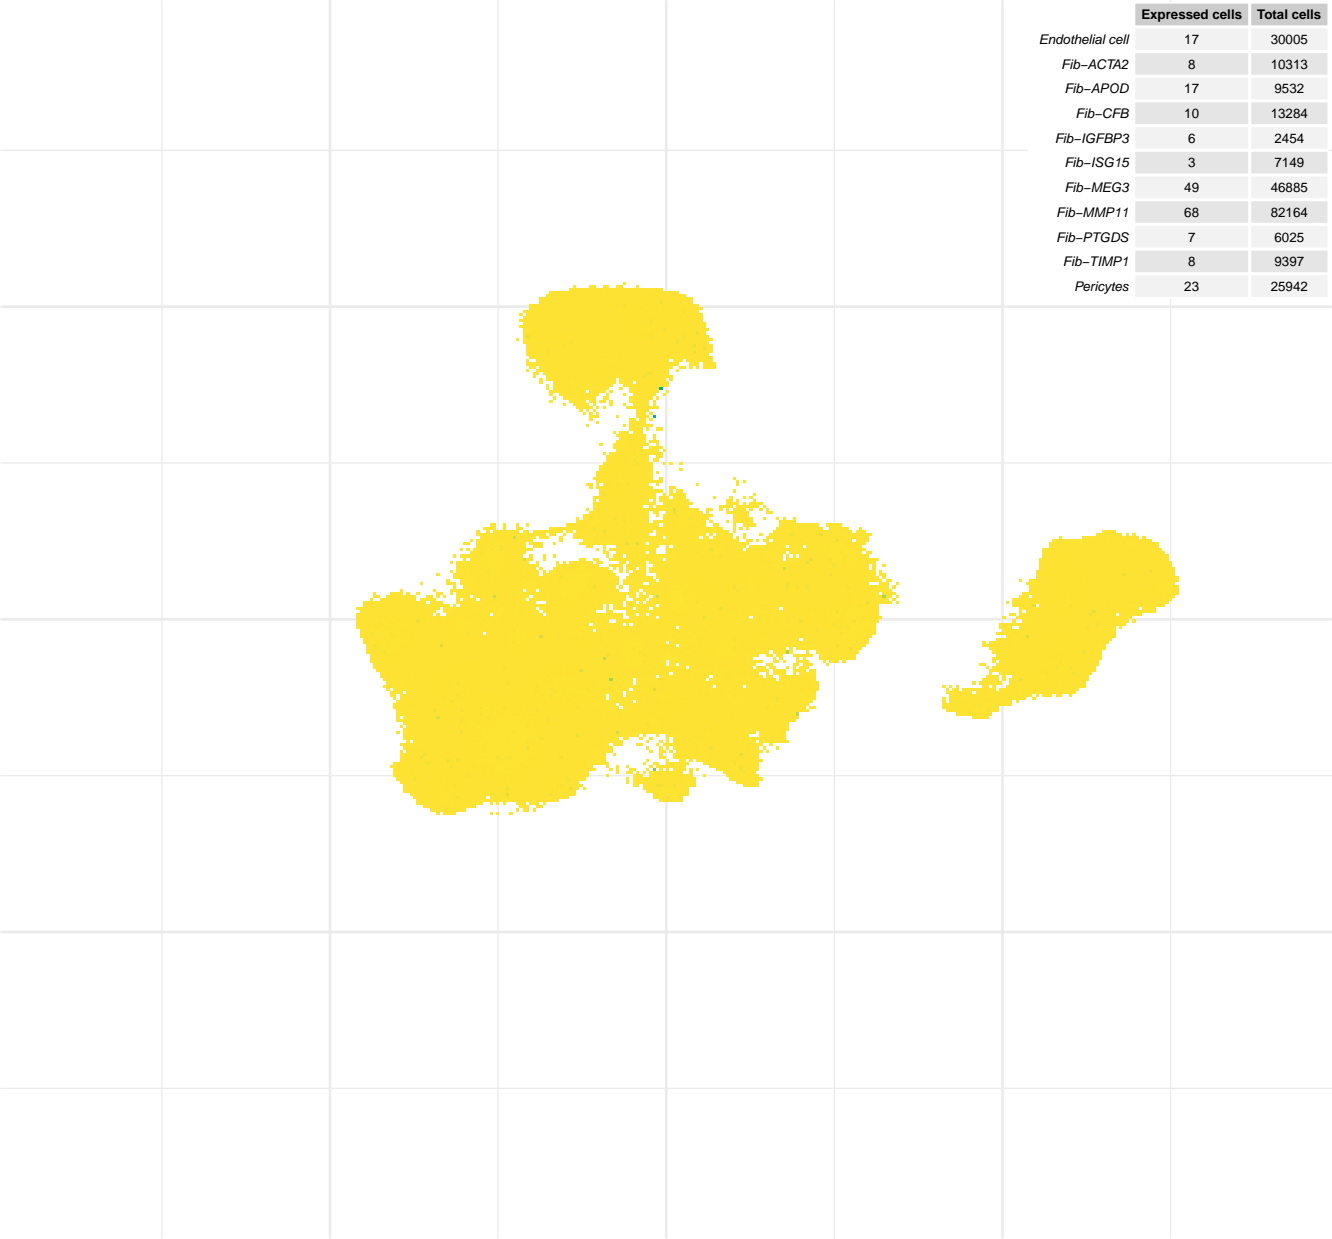 Expressed cells Total cells
Endothelial cell 17 30005
Fib−ACTA2 8 10313
Fib−APOD 17 9532
Fib−CFB 10 13284
Fib−IGFBP3 6 2454
Fib−ISG15 3 7149
Fib−MEG3 49 46885
Fib−MMP11 68 82164
Fib−PTGDS 7 6025
Fib−TIMP1 8 9397
Pericytes 23 25942